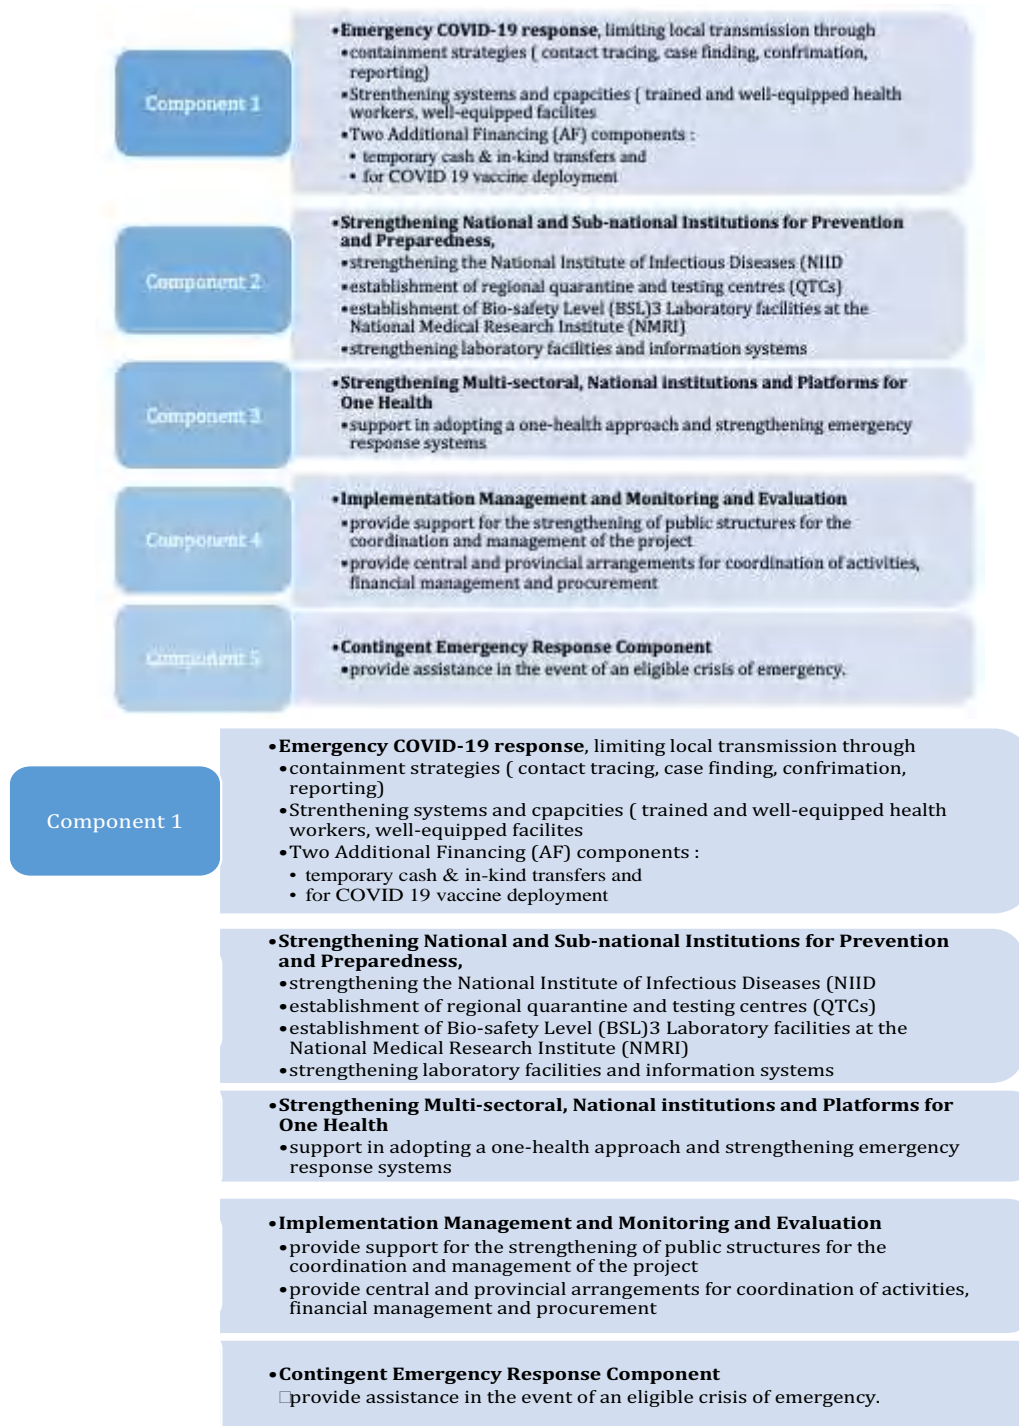 Component 1
•Emergency COVID-19 response, limiting local transmission through
•containment strategies ( contact tracing, case finding, confrimation,
reporting)
•Strenthening systems and cpapcities ( trained and well-equipped health
workers, well-equipped facilites
•Two Additional Financing (AF) components :
• temporary cash & in-kind transfers and
• for COVID 19 vaccine deployment
Component 2
•Strengthening National and Sub-national Institutions for Prevention
and Preparedness,
•strengthening the National Institute of Infectious Diseases (NIID
•establishment of regional quarantine and testing centres (QTCs)
•establishment of Bio-safety Level (BSL)3 Laboratory facilities at the
National Medical Research Institute (NMRI)
•strengthening laboratory facilities and information systems
Component 3
•Strengthening Multi-sectoral, National institutions and Platforms for
One Health
•support in adopting a one-health approach and strengthening emergency
response systems
Component 4
•Implementation Management and Monitoring and Evaluation
•provide support for the strengthening of public structures for the
coordination and management of the project
•provide central and provincial arrangements for coordination of activities,
financial management and procurement
Component 5
•Contingent Emergency Response Component
•provide assistance in the event of an eligible crisis of emergency.
Component 1
•Emergency COVID-19 response, limiting local transmission through
•containment strategies ( contact tracing, case finding, confrimation,
reporting)
•Strenthening systems and cpapcities ( trained and well-equipped health
workers, well-equipped facilites
•Two Additional Financing (AF) components :
• temporary cash & in-kind transfers and
• for COVID 19 vaccine deployment
•Strengthening National and Sub-national Institutions for Prevention
and Preparedness,
•strengthening the National Institute of Infectious Diseases (NIID
•establishment of regional quarantine and testing centres (QTCs)
•establishment of Bio-safety Level (BSL)3 Laboratory facilities at the
National Medical Research Institute (NMRI)
•strengthening laboratory facilities and information systems
•Strengthening Multi-sectoral, National institutions and Platforms for
One Health
•support in adopting a one-health approach and strengthening emergency
response systems
•Implementation Management and Monitoring and Evaluation
•provide support for the strengthening of public structures for the
coordination and management of the project
•provide central and provincial arrangements for coordination of activities,
financial management and procurement
•Contingent Emergency Response Component
□provide assistance in the event of an eligible crisis of emergency.